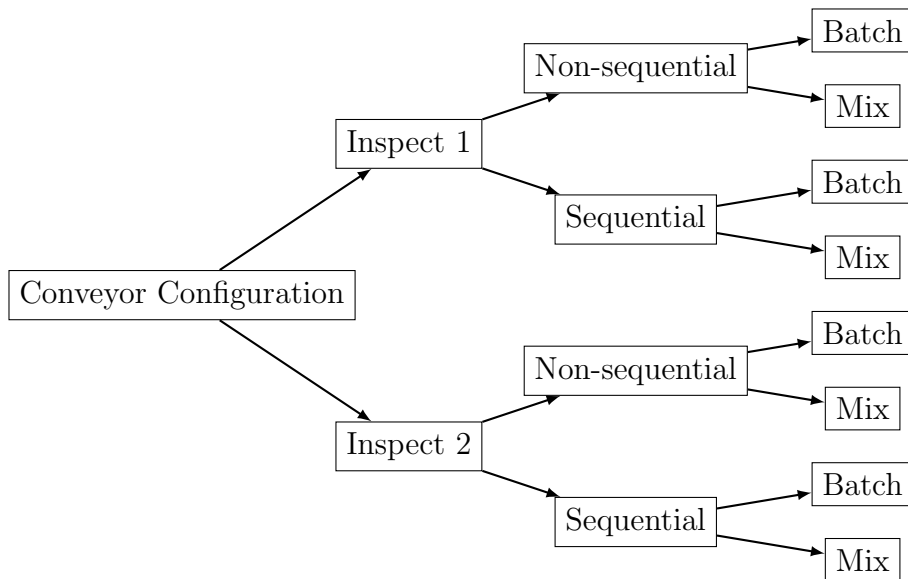 Batch
Non-sequential
Mix
Inspect 1
Batch
Sequential
Mix
Conveyor Configuration
Batch
Non-sequential
Mix
Inspect 2
Batch
Sequential
Mix